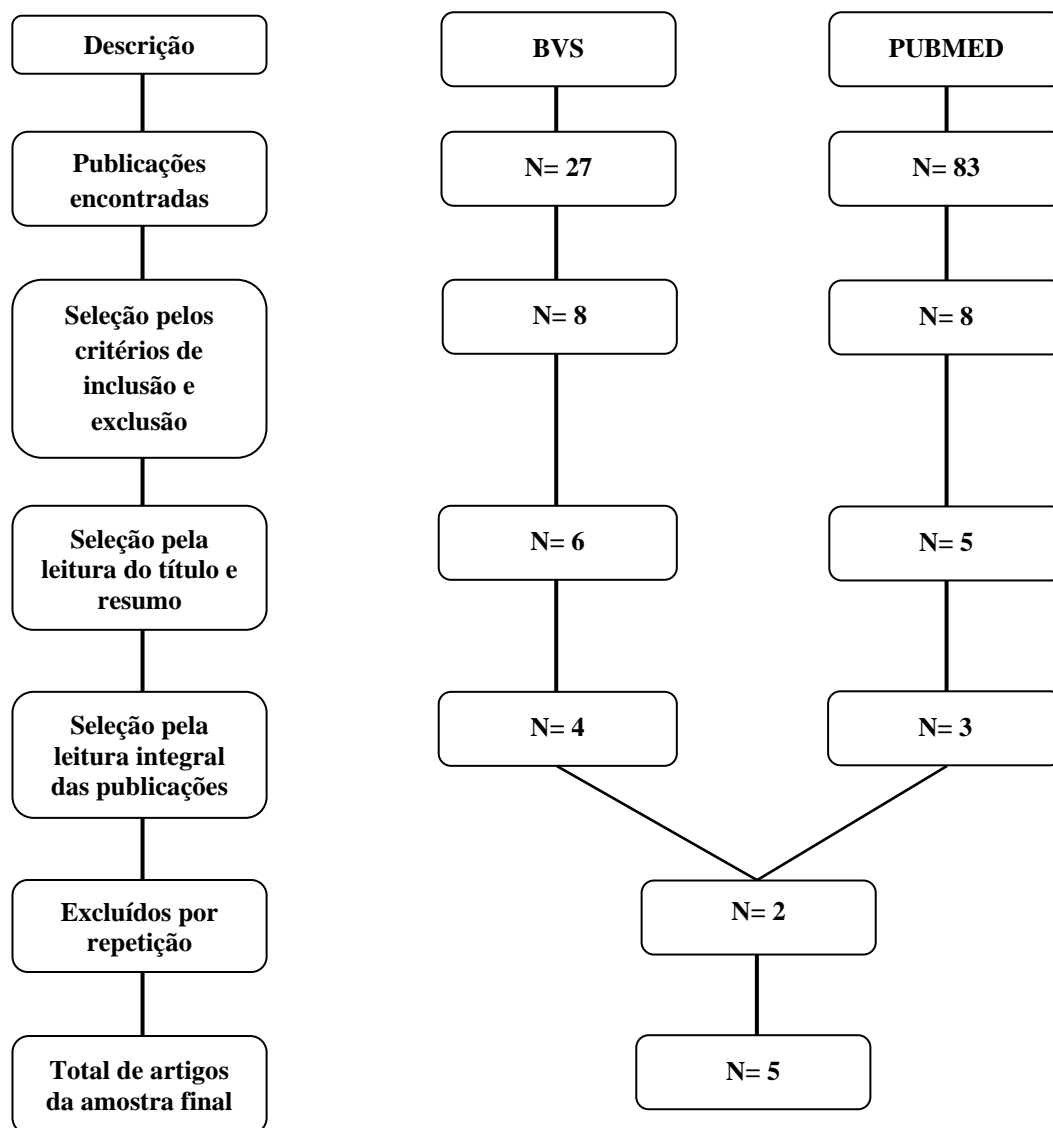 Descrição
BVS
PUBMED
Publicações
encontradas
N= 27
N= 83
Seleção pelos
critérios de
inclusão e
exclusão
N= 8
N= 8
Seleção pela
leitura do título e
resumo
N= 6
N= 5
Seleção pela
leitura integral
das publicações
N= 4
N= 3
Excluídos por
repetição
N= 2
Total de artigos
da amostra final
N= 5